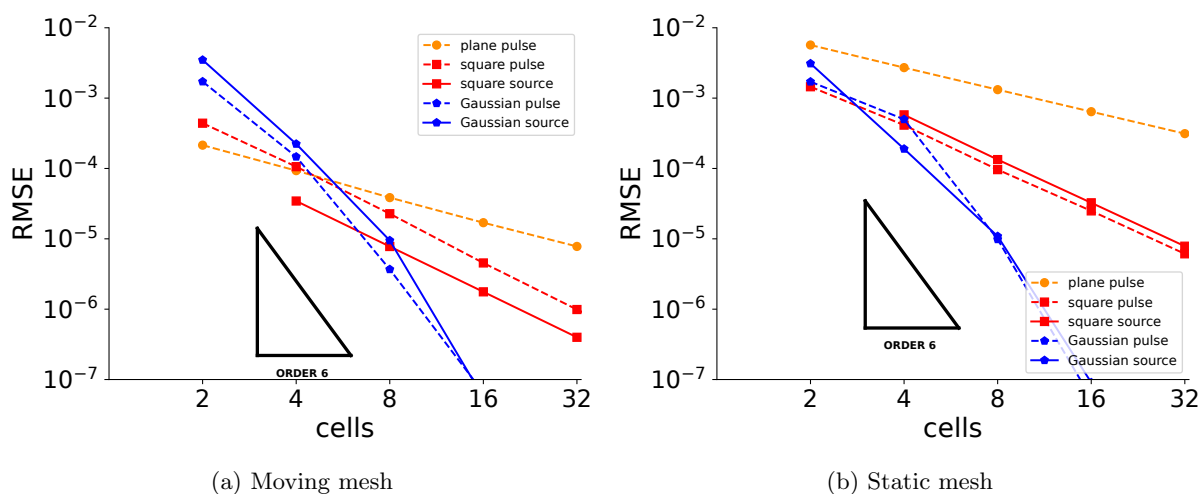 10⁻²
10⁻³
10⁻⁴
10⁻⁵
10⁻⁶
10⁻⁷
RMSE
plane pulse
square pulse
square source
Gaussian pulse
Gaussian source
ORDER 6
2 4 8 16 32
cells
(a) Moving mesh
10⁻²
10⁻³
10⁻⁴
10⁻⁵
10⁻⁶
10⁻⁷
RMSE
ORDER 6
plane pulse
square pulse
square source
Gaussian pulse
Gaussian source
2 4 8 16 32
cells
(b) Static mesh